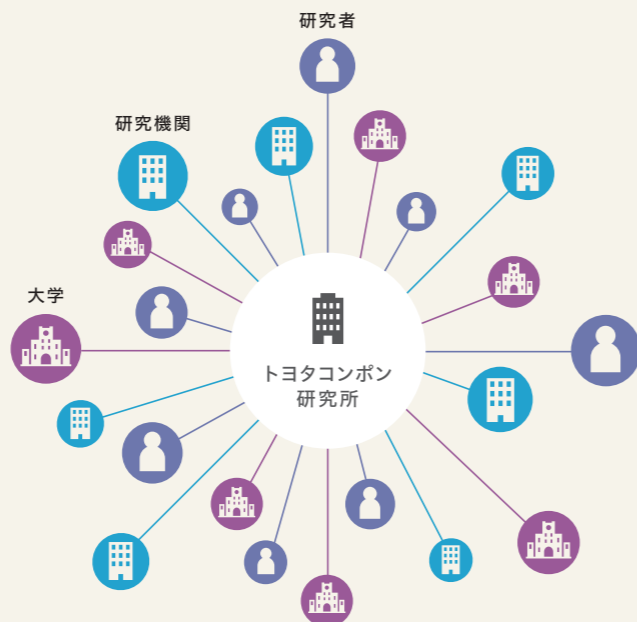 研究者
研究機関
大学
トヨタコンポン
研究所